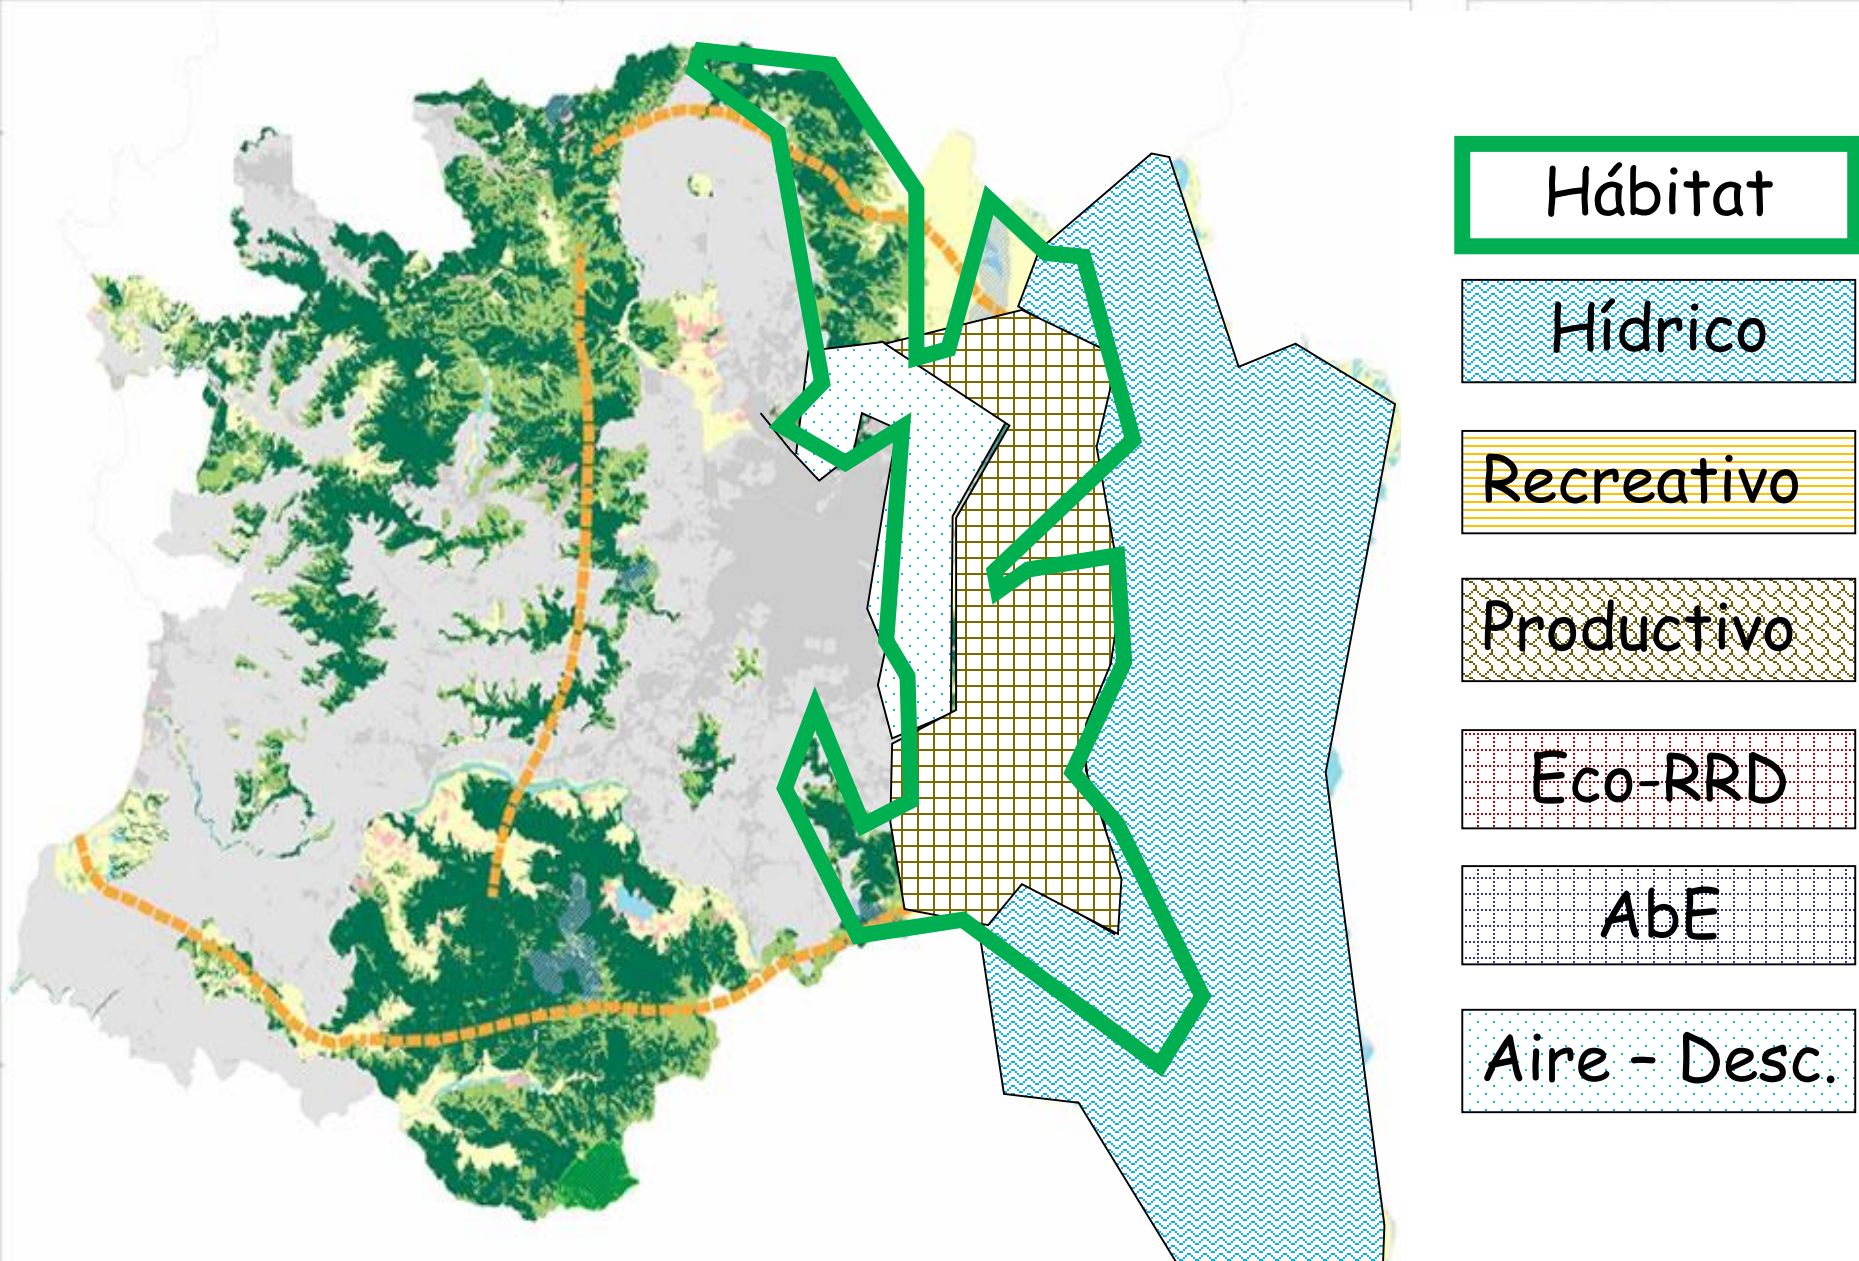 Hábitat
Hídrico
Recreativo
Productivo
Eco-RRD
AbE
Aire – Desc.